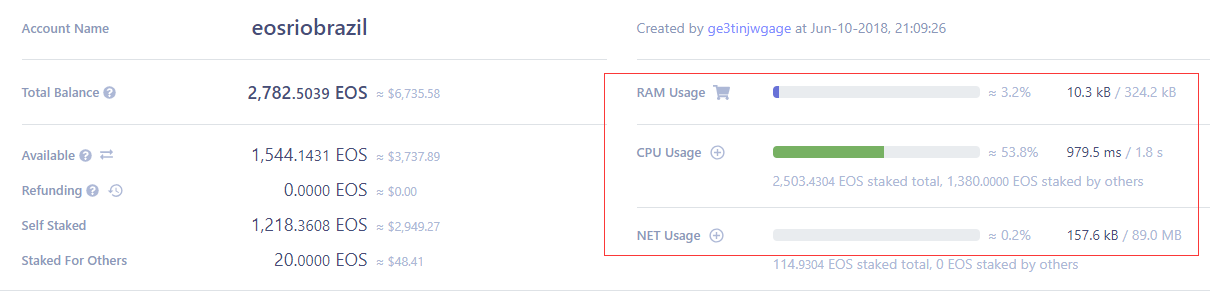 Account Name eosriobrazil
Total Balance 2,782.5039 EOS ≈ $6,735.58
Available 1,544.1431 EOS ≈ $3,737.89
Refunding 0.0000 EOS ≈ $0.00
Self Staked 1,218.3608 EOS ≈ $2,949.27
Staked For Others 20.0000 EOS ≈ $48.41
Created by ge3tinjwgage at Jun-10-2018, 21:09:26
RAM Usage ≈ 3.2% 10.3 kB / 324.2 kB
CPU Usage ≈ 53.8% 979.5 ms / 1.8 s
2,503.4304 EOS staked total, 1,380.0000 EOS staked by others
NET Usage ≈ 0.2% 157.6 kB / 89.0 MB
114.9304 EOS staked total, 0 EOS staked by others